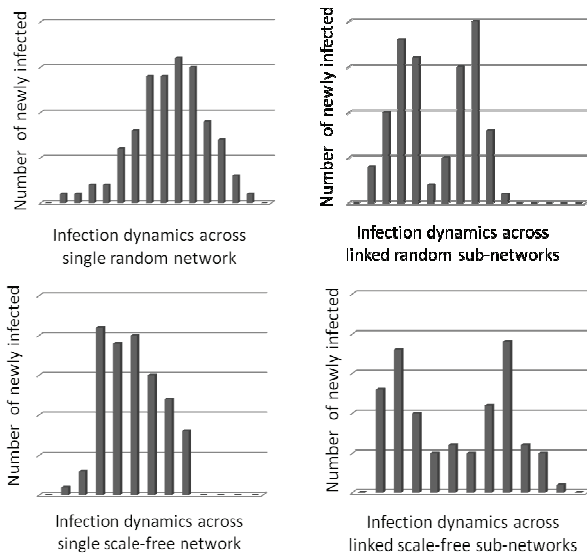 Number of newly infected
Infection dynamics across
single random network
Number of newly infected
Infection dynamics across
linked random sub-networks
Number of newly infected
Infection dynamics across
single scale-free network
Number of newly infected
Infection dynamics across
linked scale-free sub-networks